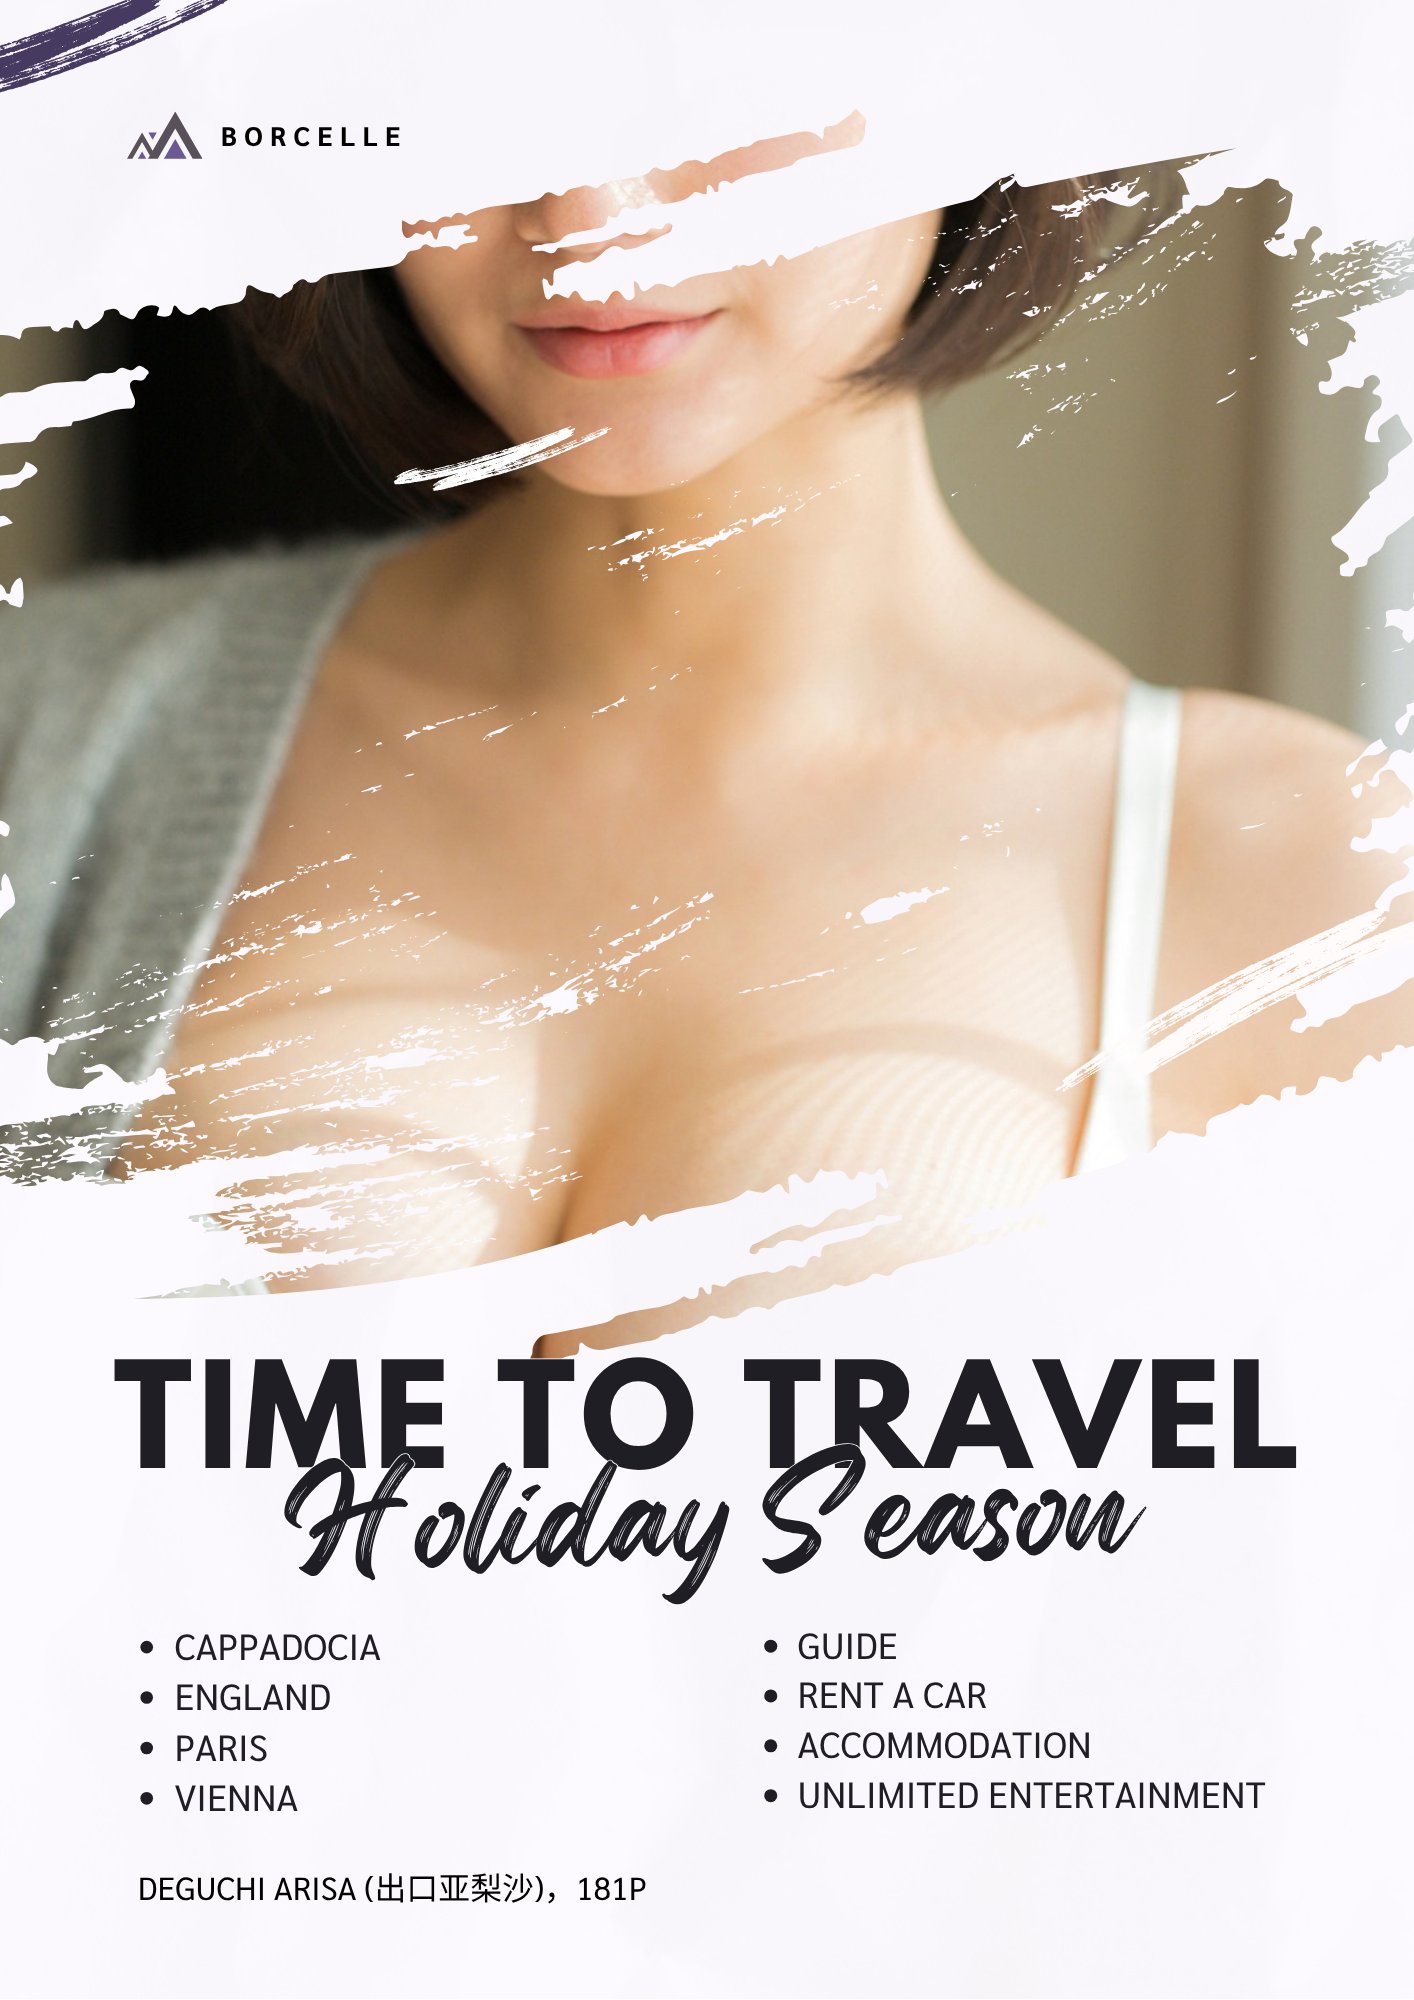 BORCELLE
TIME TO TRAVEL
Holiday Season
• CAPPADOCIA
• ENGLAND
• PARIS
• VIENNA
• GUIDE
• RENT A CAR
• ACCOMMODATION
• UNLIMITED ENTERTAINMENT
DEGUCHI ARISA (出口亚梨沙)，181P